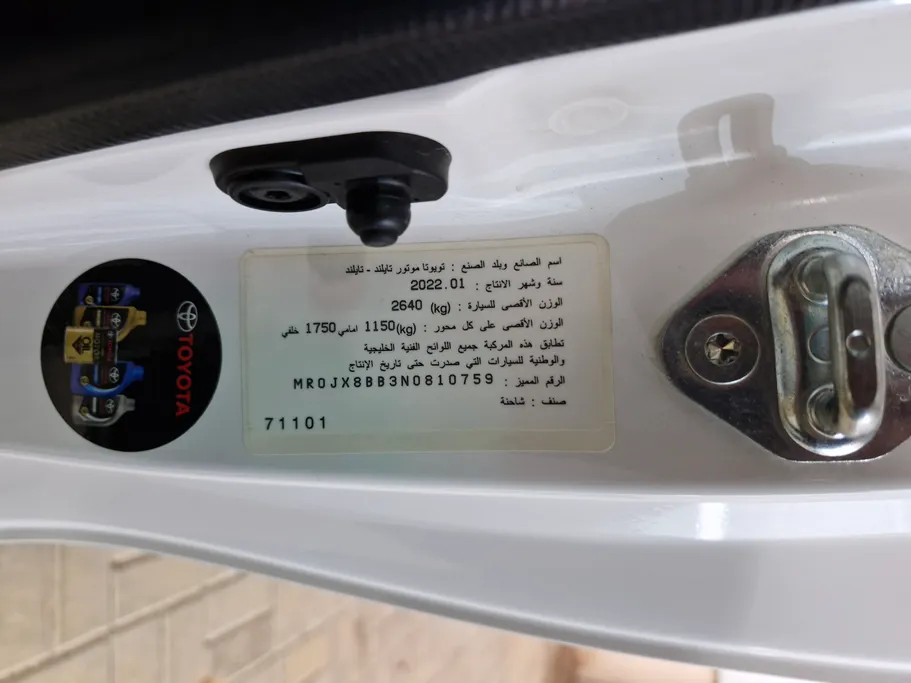 اسم الصانع وبلد الصنع : تويوتا موتور تايلند - تايلند
سنة وشهر الانتاج : 2022.01
الوزن الأقصى للسيارة : (kg) 2640
الوزن الأقصى على كل محور : (kg)1150 امامي 1750 خلفي
تطابق هذه المركبة جميع اللوائح الفنية الخليجية
والوطنية للسيارات التي صدرت حتى تاريخ الإنتاج
الرقم المميز : MR0JX8BB3N0810759
صنف : شاحنة
71101
TOYOTA
OIL